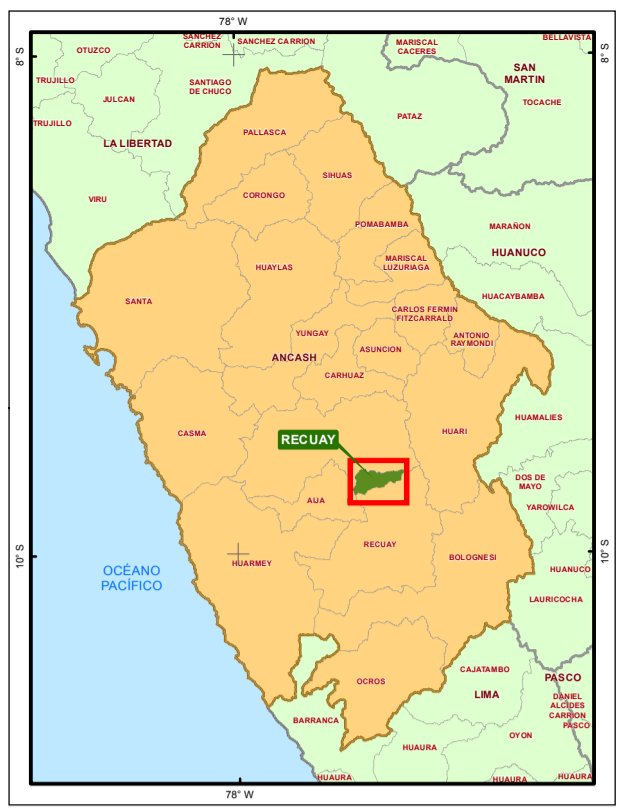 78° W
8° S
8° S
SANCHEZ
CARRION
SANCHEZ CARRION
MARISCAL
CACERES
BELLAVISTA
OTUZCO
SAN
MARTIN
TRUJILLO
SANTIAGO
DE CHUCO
JULCAN
TOCACHE
PATAZ
TRUJILLO
PALLASCA
LA LIBERTAD
SIHUAS
CORONGO
VIRU
POMABAMBA
MARAÑON
HUANUCO
MARISCAL
LUZURIAGA
HUAYLAS
SANTA
HUACAYBAMBA
CARLOS FERMIN
FITZCARRALD
YUNGAY
ANTONIO
RAYMONDI
ASUNCION
ANCASH
CARHUAZ
HUAMALIES
CASMA
HUARI
RECUAY
DOS DE
MAYO
AIJA
YAROWILCA
RECUAY
BOLOGNESI
10° S
10° S
HUARMEY
OCÉANO
PACÍFICO
HUANUCO
LAURICOCHA
CAJATAMBO
PASCO
OCROS
LIMA
DANIEL
ALCIDES
CARRION
PASCO
BARRANCA
OYON
HUAURA
HUAURA
HUAURA
HUAURA
78° W